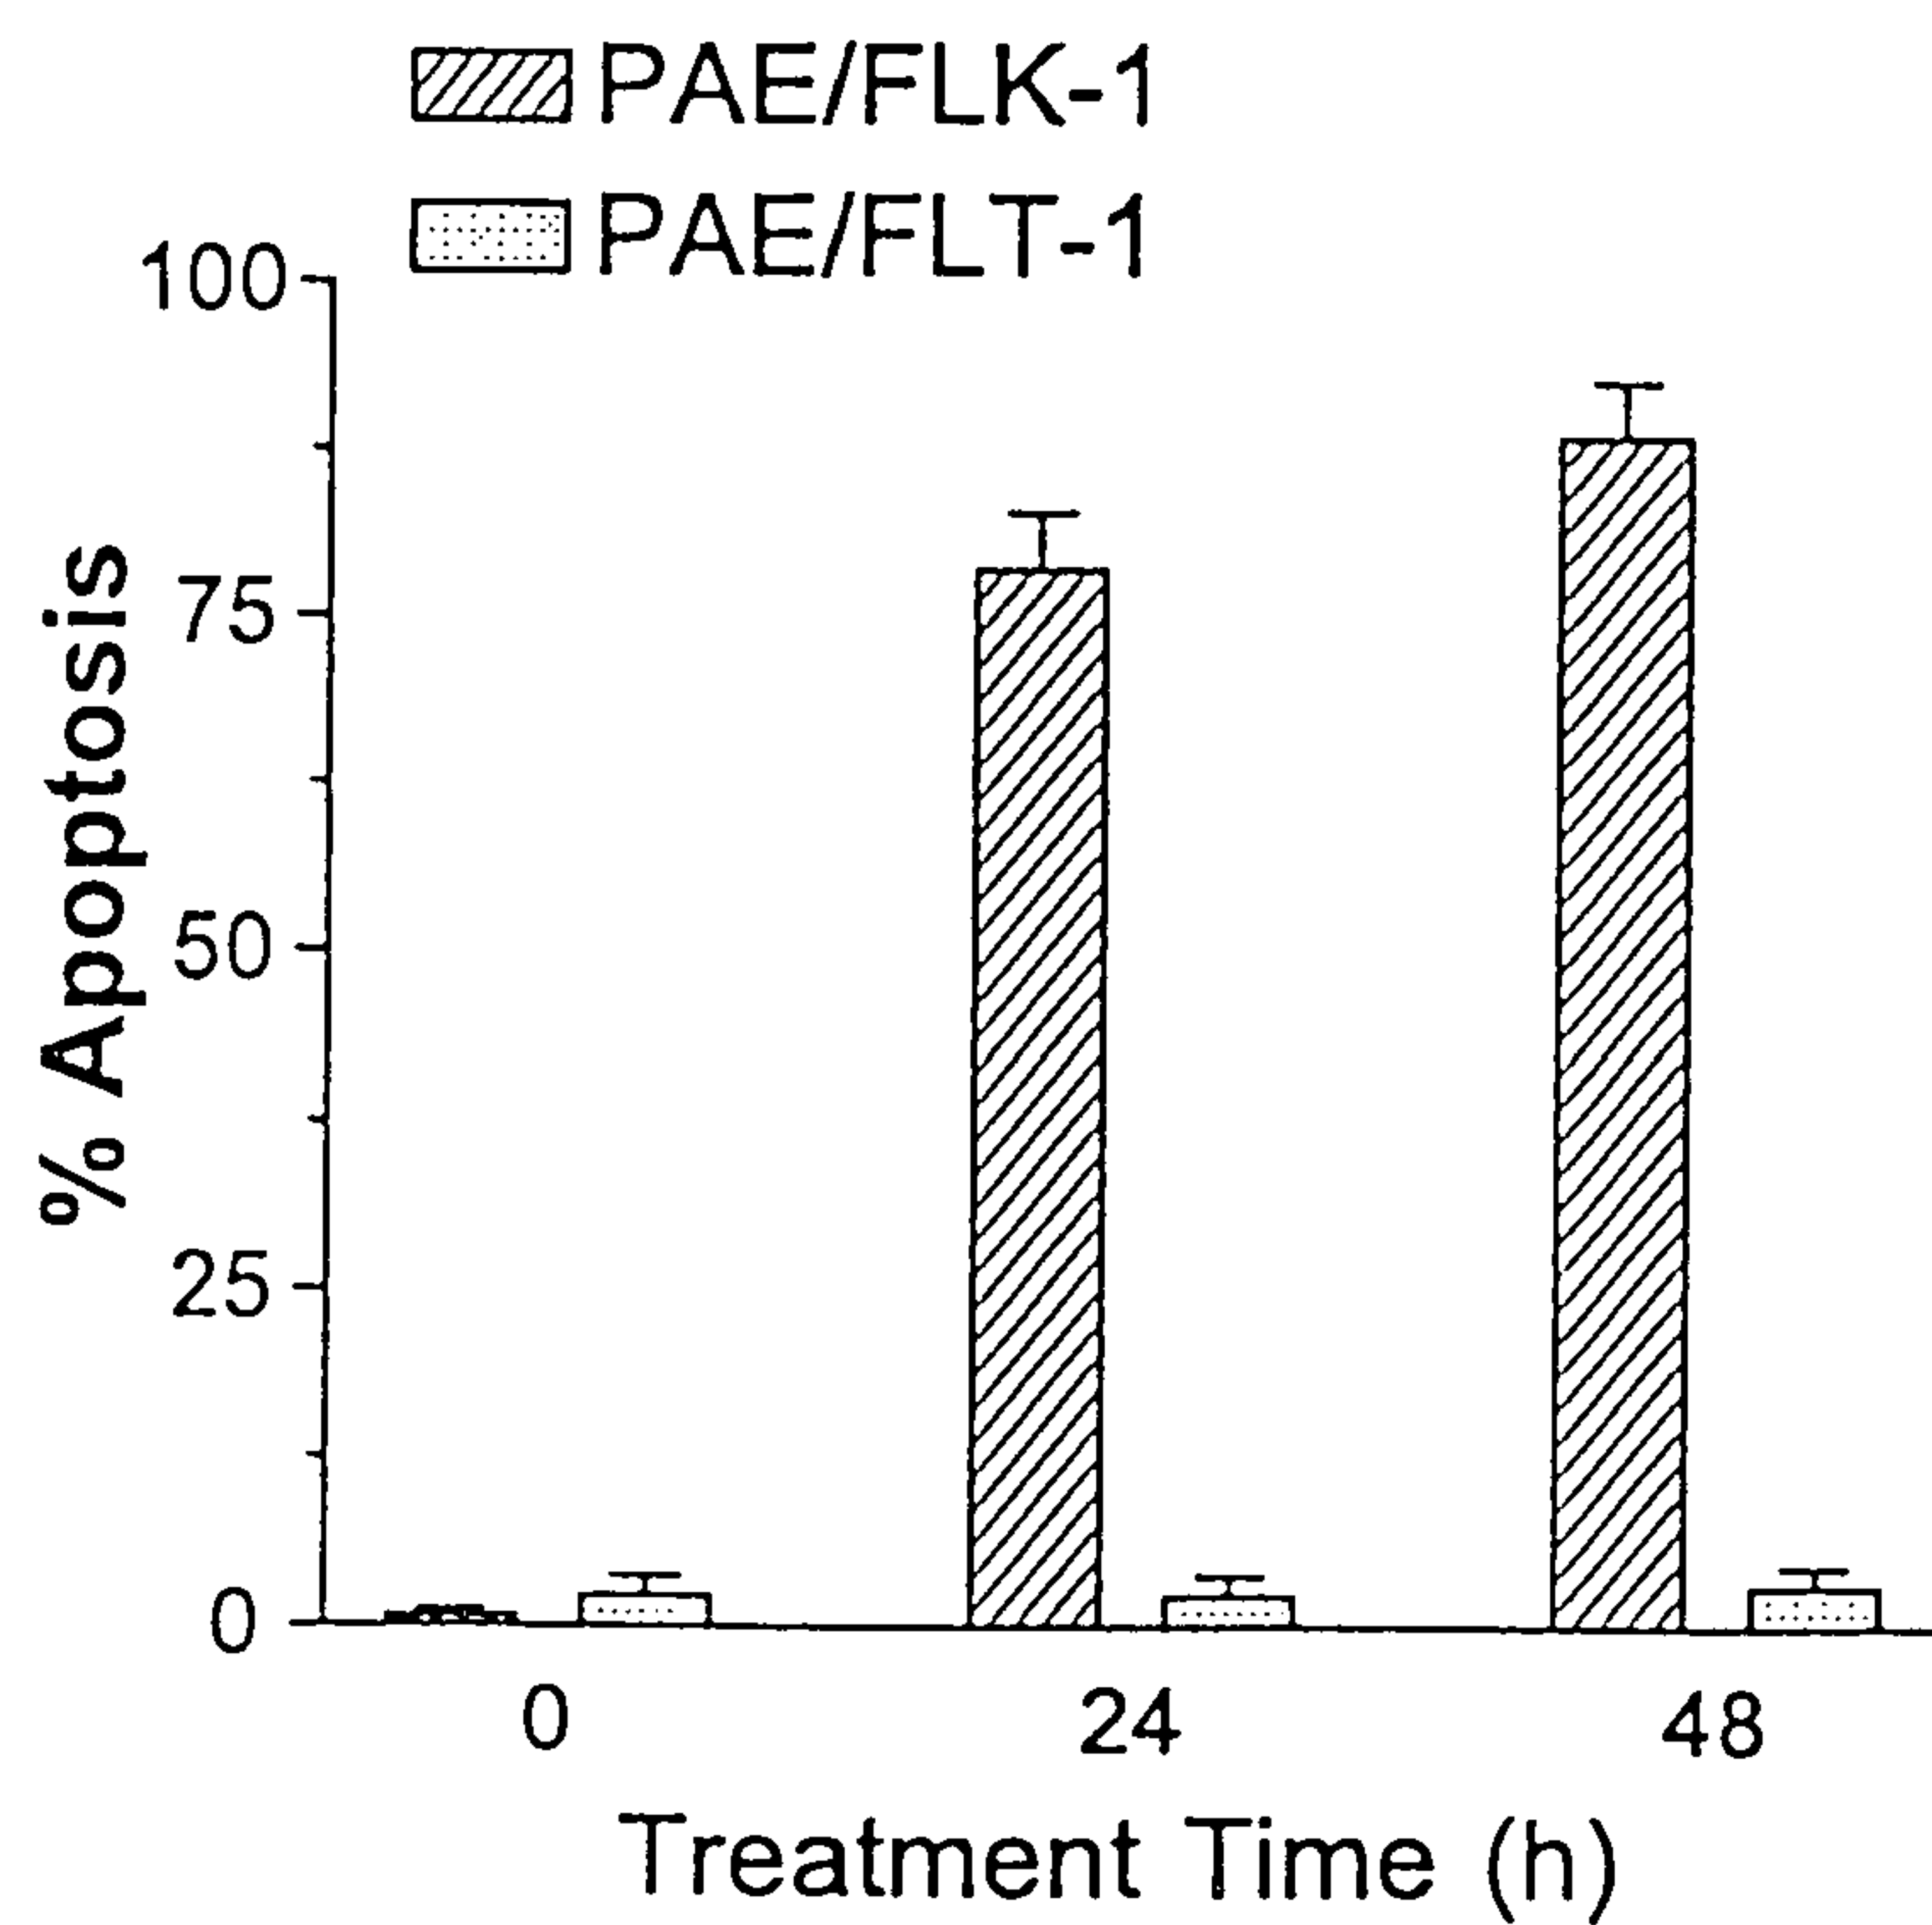 PAE/FLK-1
PAE/FLT-1
100
75
50
25
0
% Apoptosis
0 24 48
Treatment Time (h)